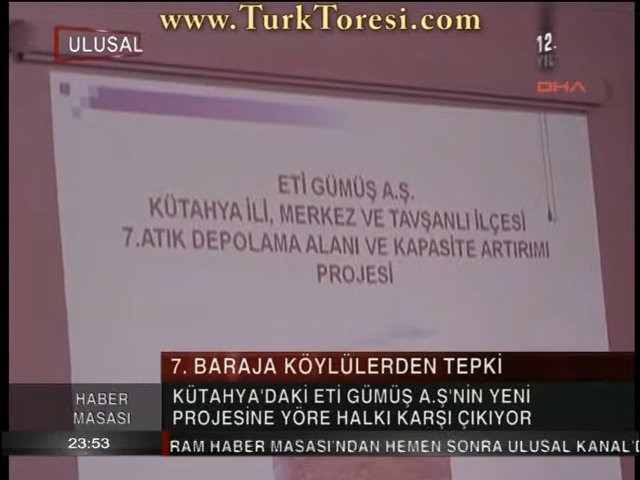 www.TurkToresi.com
ULUSAL
12.
YIL
DHA
ETİ GÜMÜŞ A.Ş.
KÜTAHYA İLİ, MERKEZ VE TAVŞANLI İLÇESİ
7.ATIK DEPOLAMA ALANI VE KAPASİTE ARTIRIMI
PROJESİ
7. BARAJA KÖYLÜLERDEN TEPKİ
HABER
MASASI
KÜTAHYA'DAKİ ETİ GÜMÜŞ A.Ş'NİN YENİ
PROJESİNE YÖRE HALKI KARŞI ÇIKIYOR
23:53
RAM HABER MASASI'NDAN HEMEN SONRA ULUSAL KANAL'D